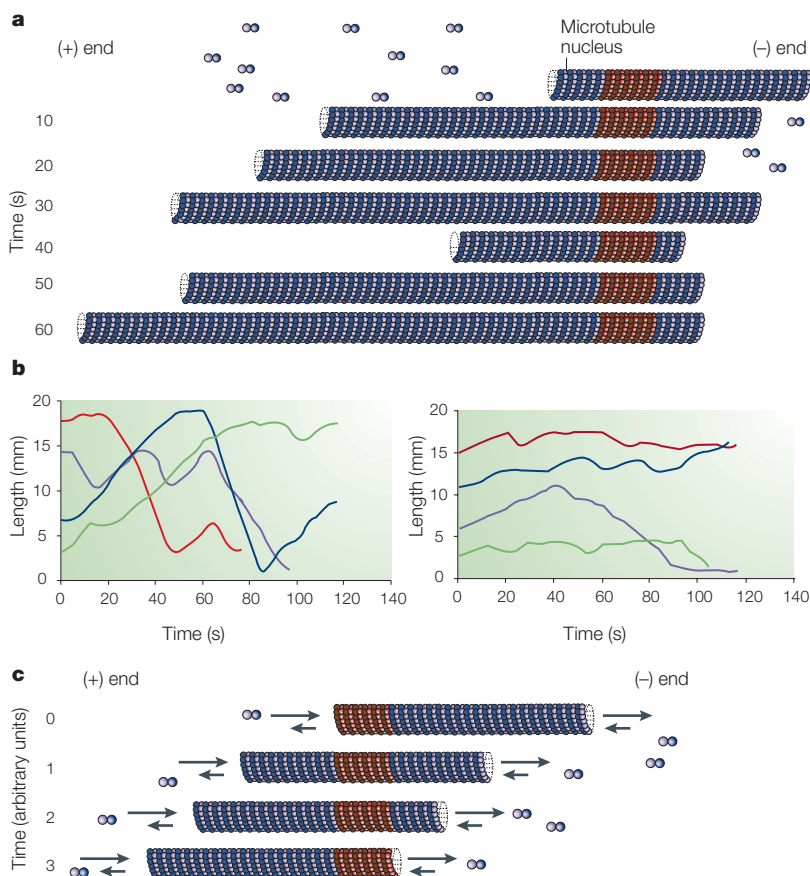 a
(+) end
Microtubule
nucleus
(–) end
Time (s)
10
20
30
40
50
60
b
Length (mm)
20
15
10
5
0
0 20 40 60 80 100 120 140
Time (s)
Length (mm)
20
15
10
5
0
0 20 40 60 80 100 120 140
Time (s)
c
(+) end
(–) end
Time (arbitrary units)
0
1
2
3